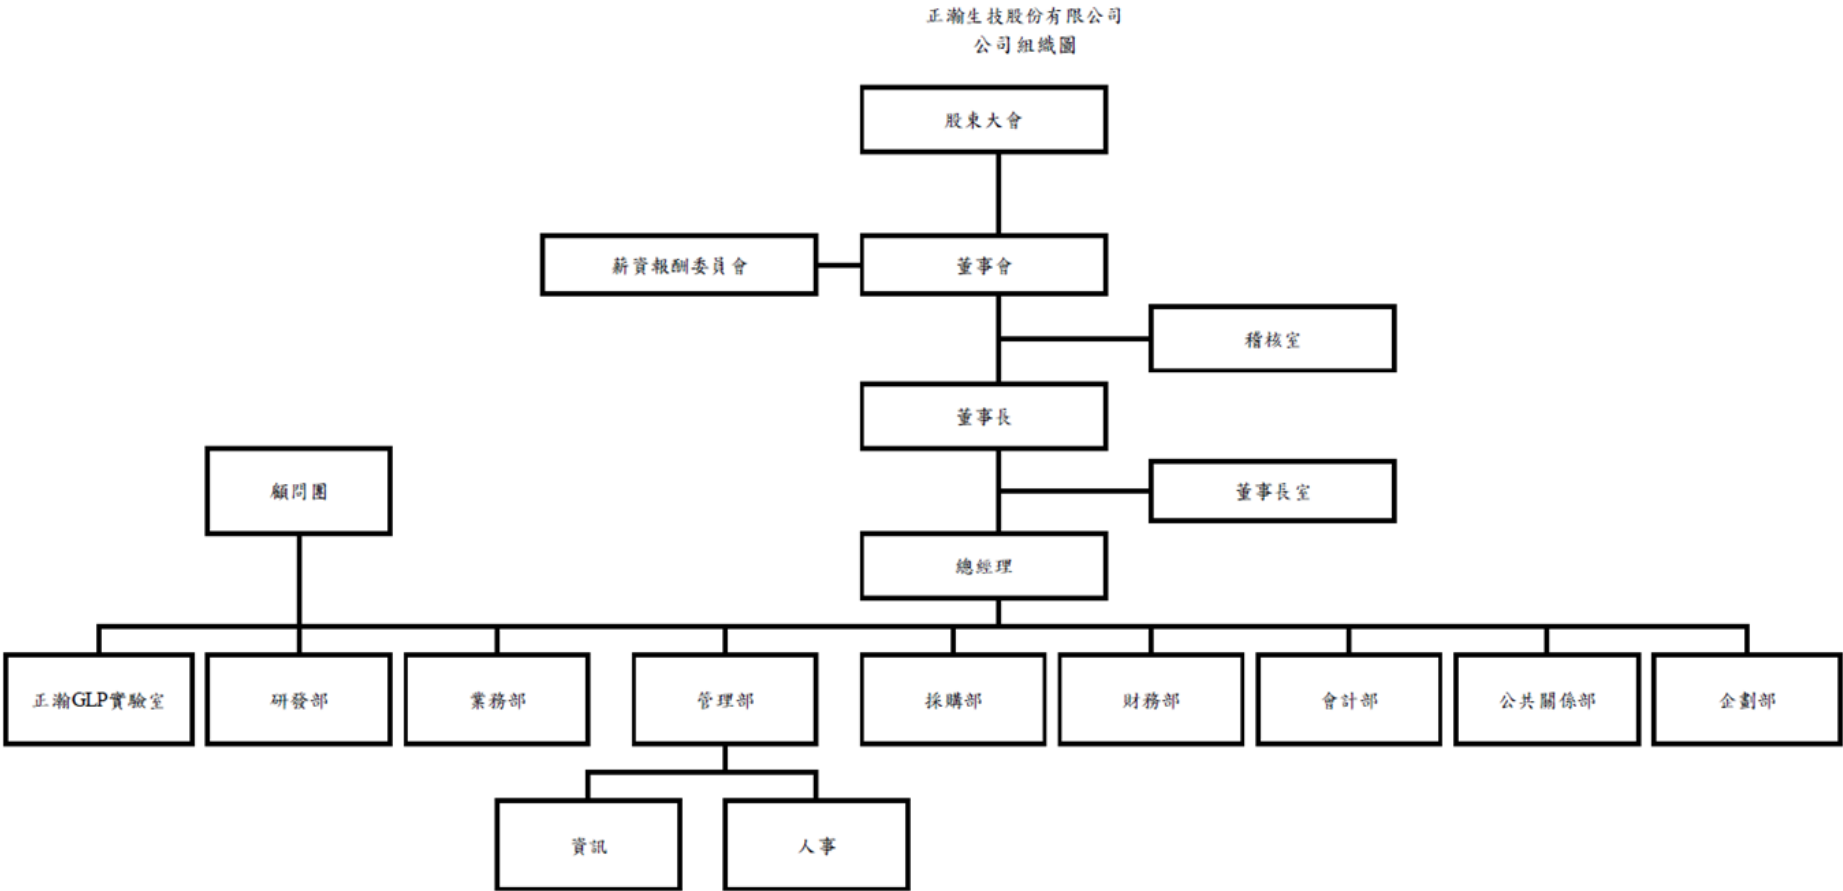 正瀚生技股份有限公司
公司組織圖
股東大會
薪資報酬委員會
董事會
稽核室
董事長
顧問團
董事長室
總經理
正瀚GLP實驗室
研發部
業務部
管理部
採購部
財務部
會計部
公共關係部
企劃部
資訊
人事